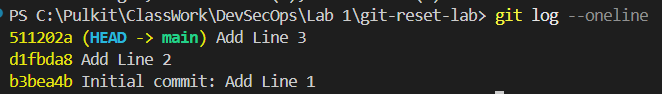 PS C:\Pulkit\ClassWork\DevSecOps\Lab 1\git-reset-lab> git log --oneline
511202a (HEAD -> main) Add Line 3
d1fbda8 Add Line 2
b3bea4b Initial commit: Add Line 1